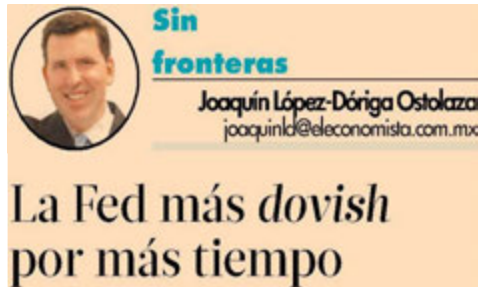 Sin
fronteras
Joaquín López-Dóriga Ostolaza
joaquinld@eleconomista.com.mx
La Fed más dovish
por más tiempo